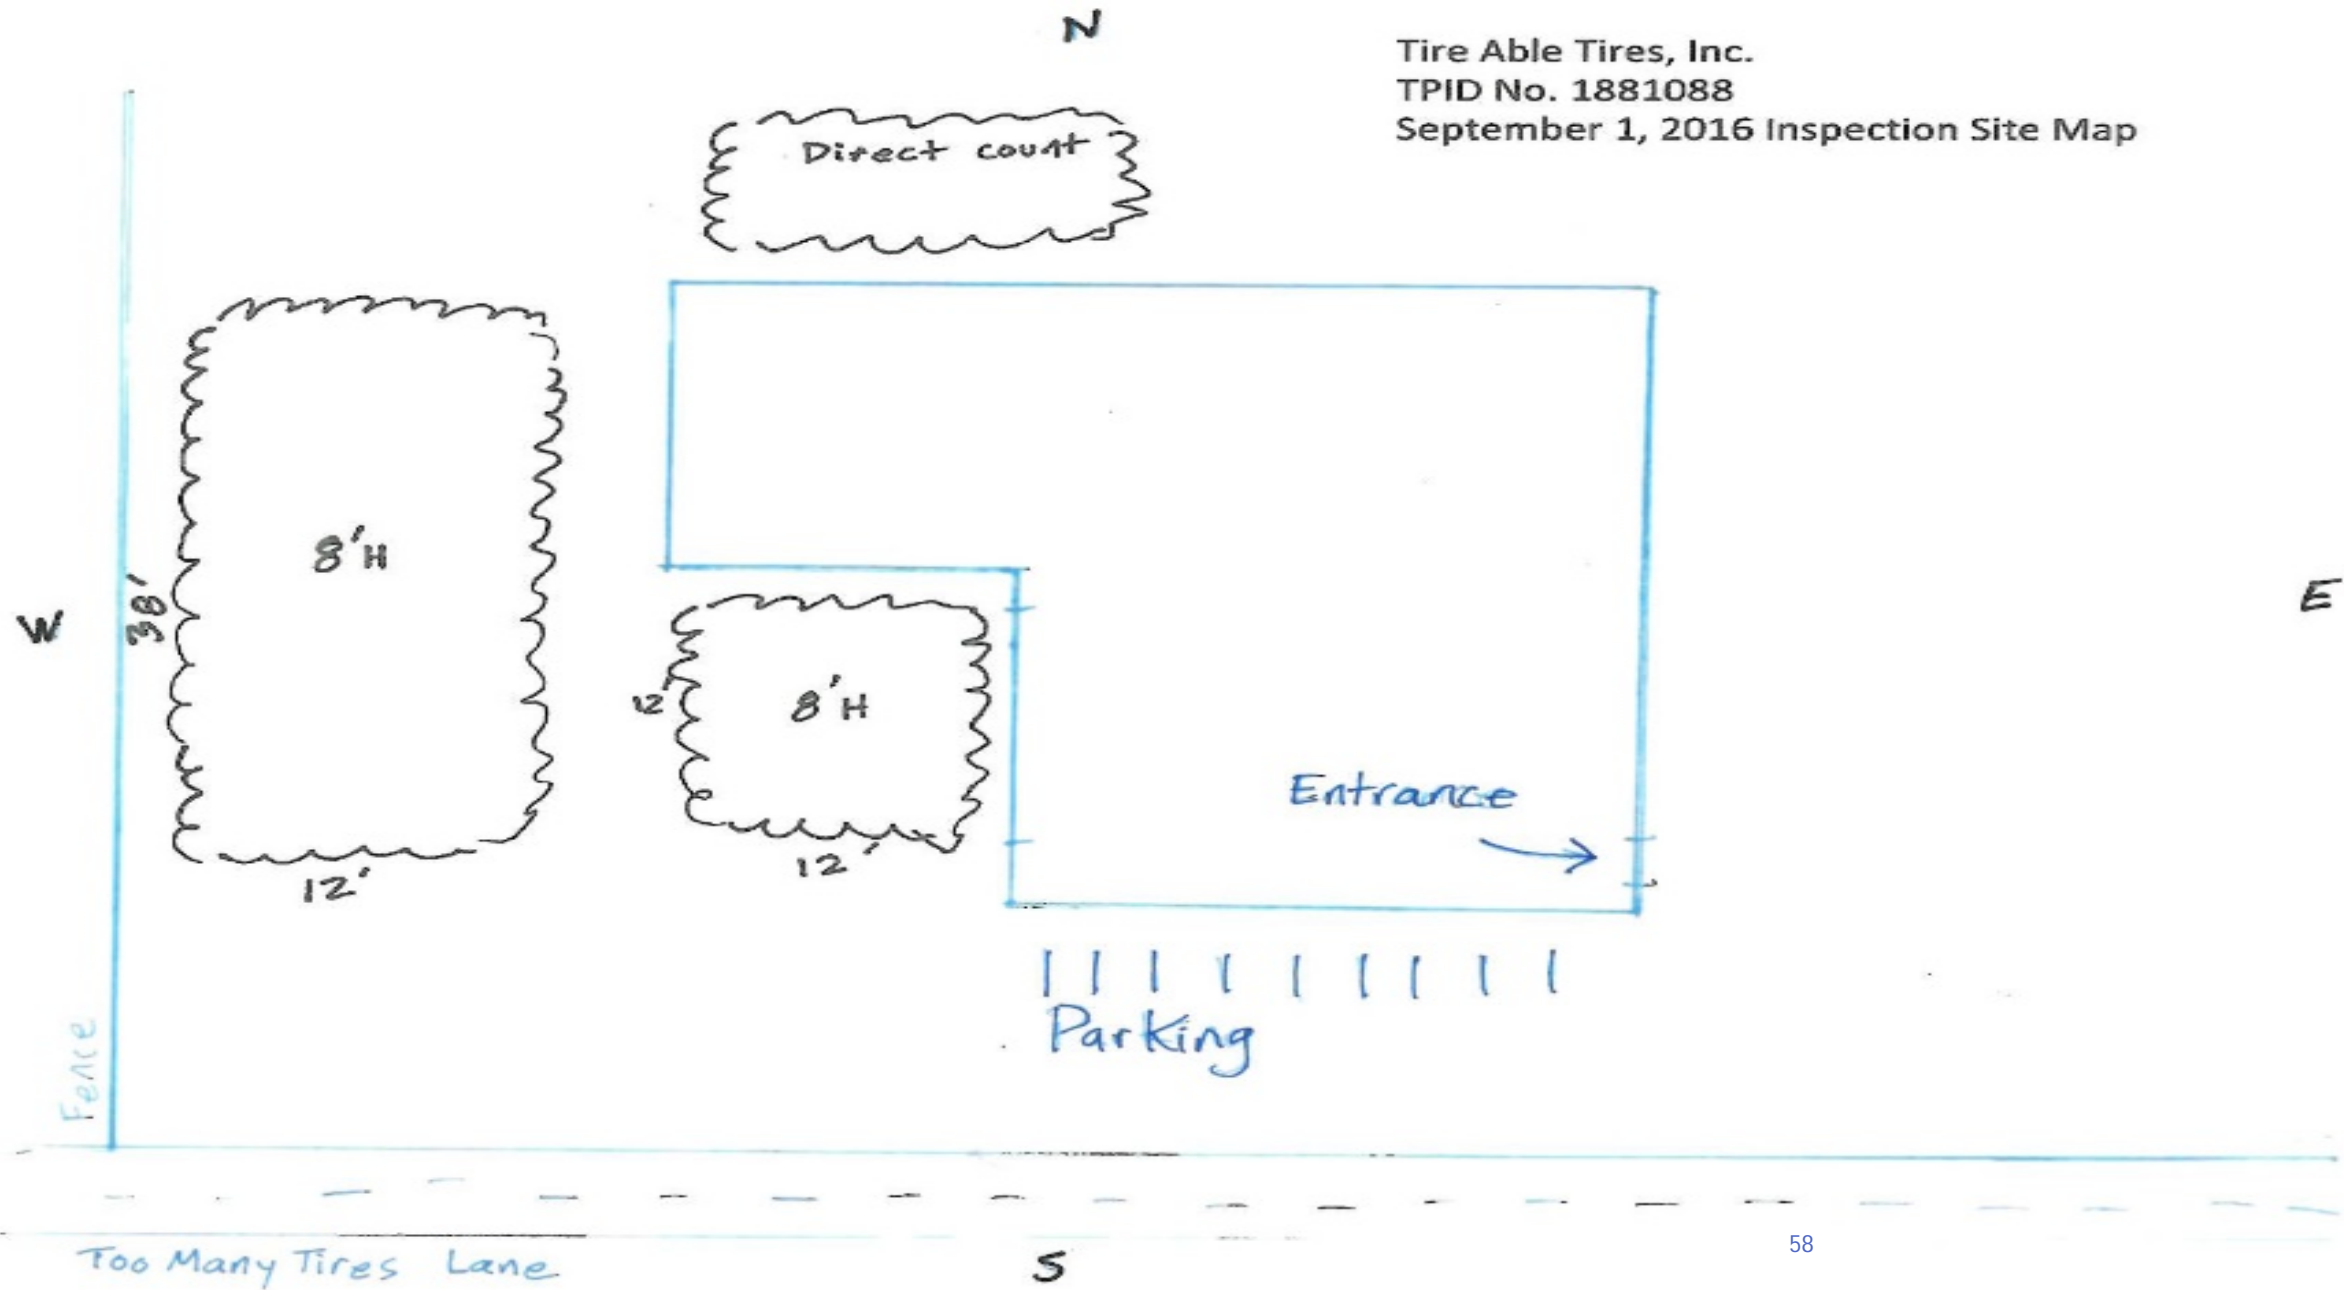 N
Tire Able Tires, Inc.
TPID No. 1881088
September 1, 2016 Inspection Site Map
Direct count
8'H
38'
W
E
12'
8'H
12'
12'
Entrance
Parking
Fence
58
Too Many Tires Lane
S